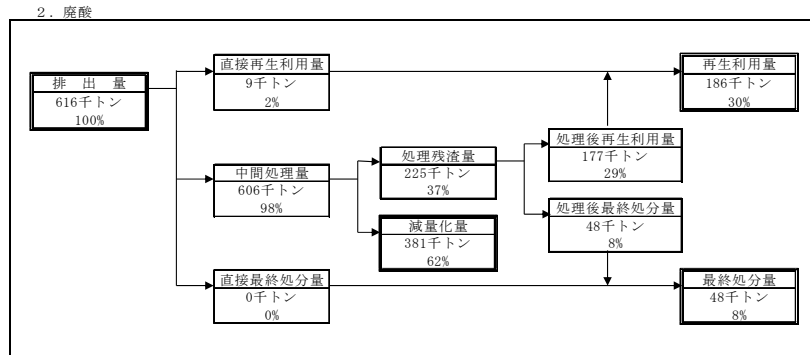 2．廃酸
排　出　量
616千トン
100%
直接再生利用量
9千トン
2%
再生利用量
186千トン
30%
中間処理量
606千トン
98%
処理残渣量
225千トン
37%
処理後再生利用量
177千トン
29%
減量化量
381千トン
62%
処理後最終処分量
48千トン
8%
直接最終処分量
0千トン
0%
最終処分量
48千トン
8%